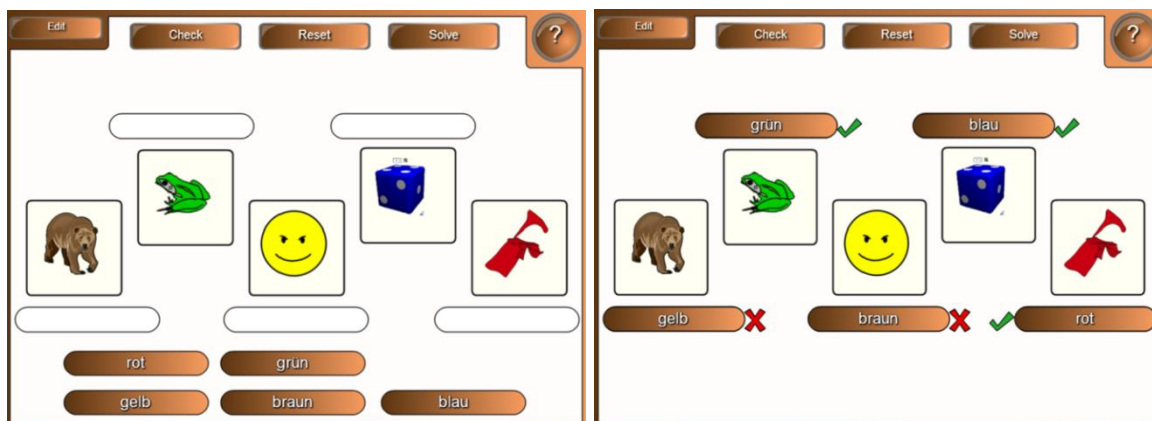 Edit
Check Reset Solve ?
rot grün
gelb braun blau
Edit
Check Reset Solve ?
grün blau
gelb braun rot